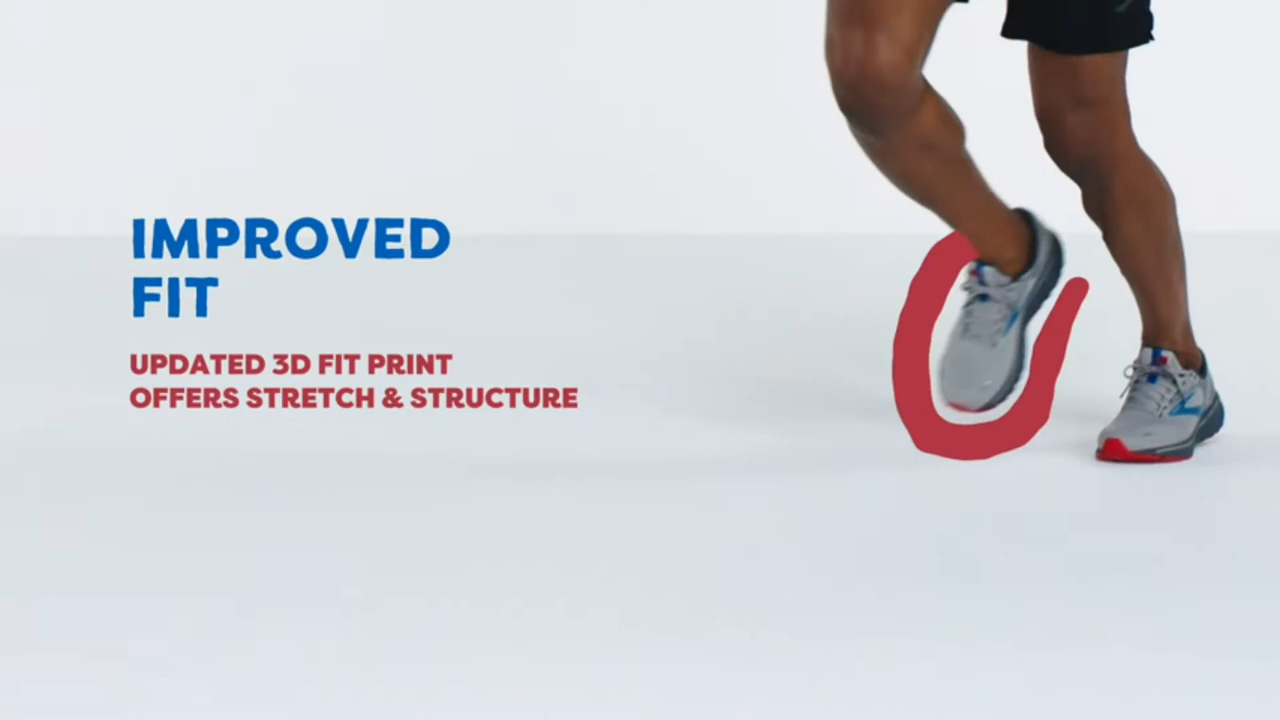 IMPROVED
FIT
UPDATED 3D FIT PRINT
OFFERS STRETCH & STRUCTURE